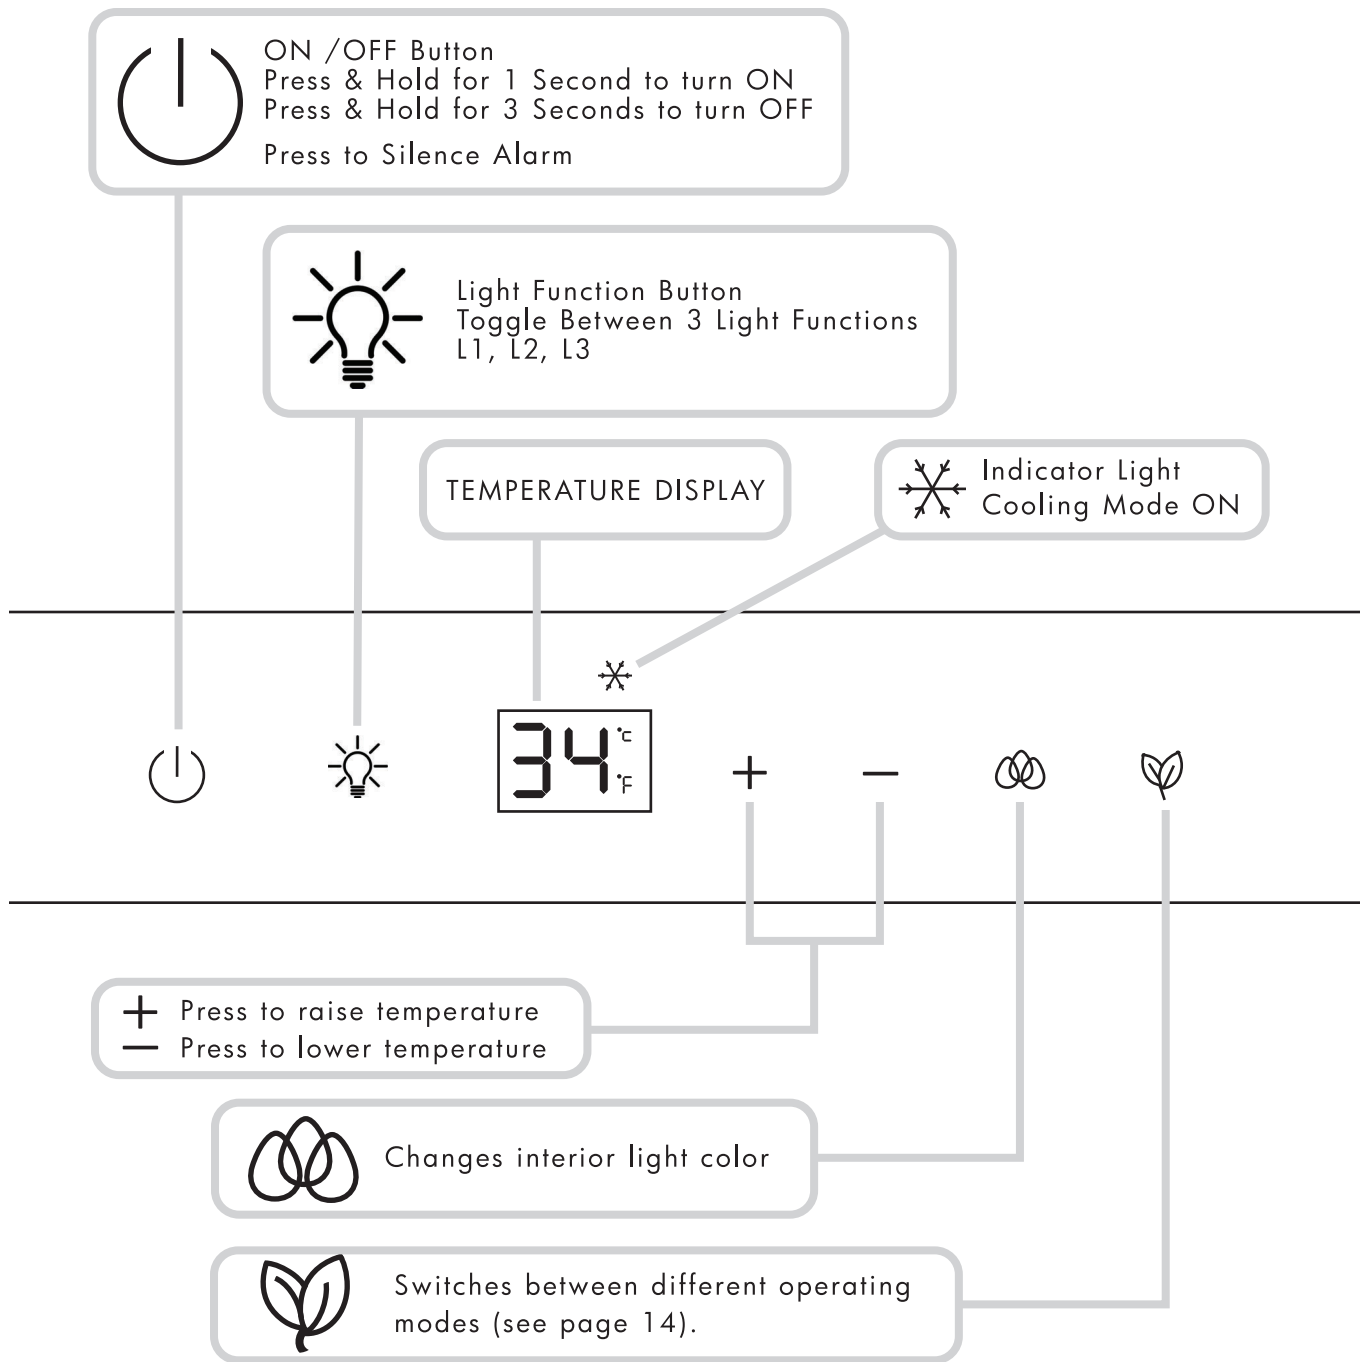 ON /OFF Button
Press & Hold for 1 Second to turn ON
Press & Hold for 3 Seconds to turn OFF
Press to Silence Alarm
Light Function Button
Toggle Between 3 Light Functions
L1, L2, L3
TEMPERATURE DISPLAY
Indicator Light
Cooling Mode ON
34 °C
°F
+ −
+ Press to raise temperature
− Press to lower temperature
Changes interior light color
Switches between different operating
modes (see page 14).